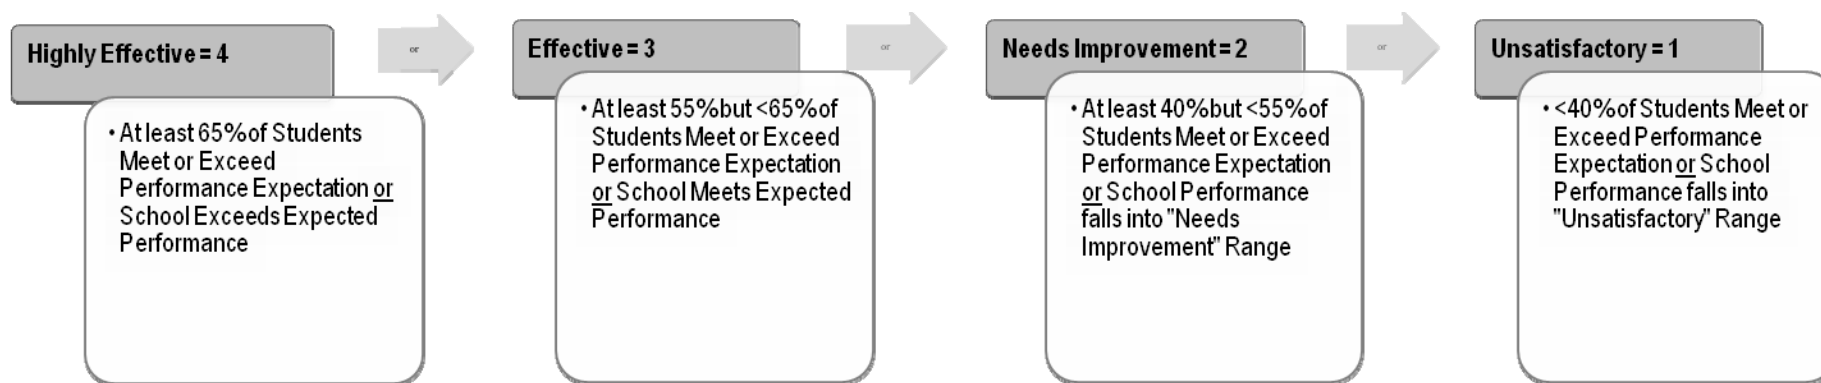 Highly Effective = 4
• At least 65% of Students
Meet or Exceed
Performance Expectation or
School Exceeds Expected
Performance
or
Effective = 3
• At least 55% but <65% of
Students Meet or Exceed
Performance Expectation
or School Meets Expected
Performance
or
Needs Improvement = 2
• At least 40% but <55% of
Students Meet or Exceed
Performance Expectation
or School Performance
falls into "Needs
Improvement" Range
or
Unsatisfactory = 1
• <40% of Students Meet or
Exceed Performance
Expectation or School
Performance falls into
"Unsatisfactory" Range